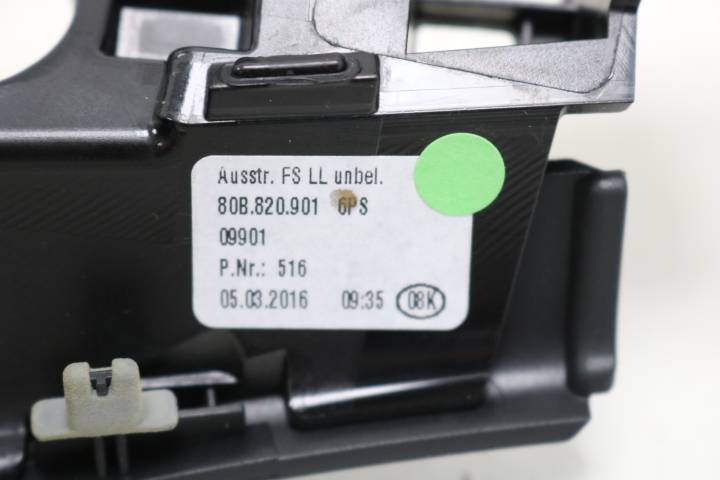 Ausstr. FS LL unbel.
80B.820.901 6PS
09901
P.Nr.: 516
05.03.2016 09:35 08K